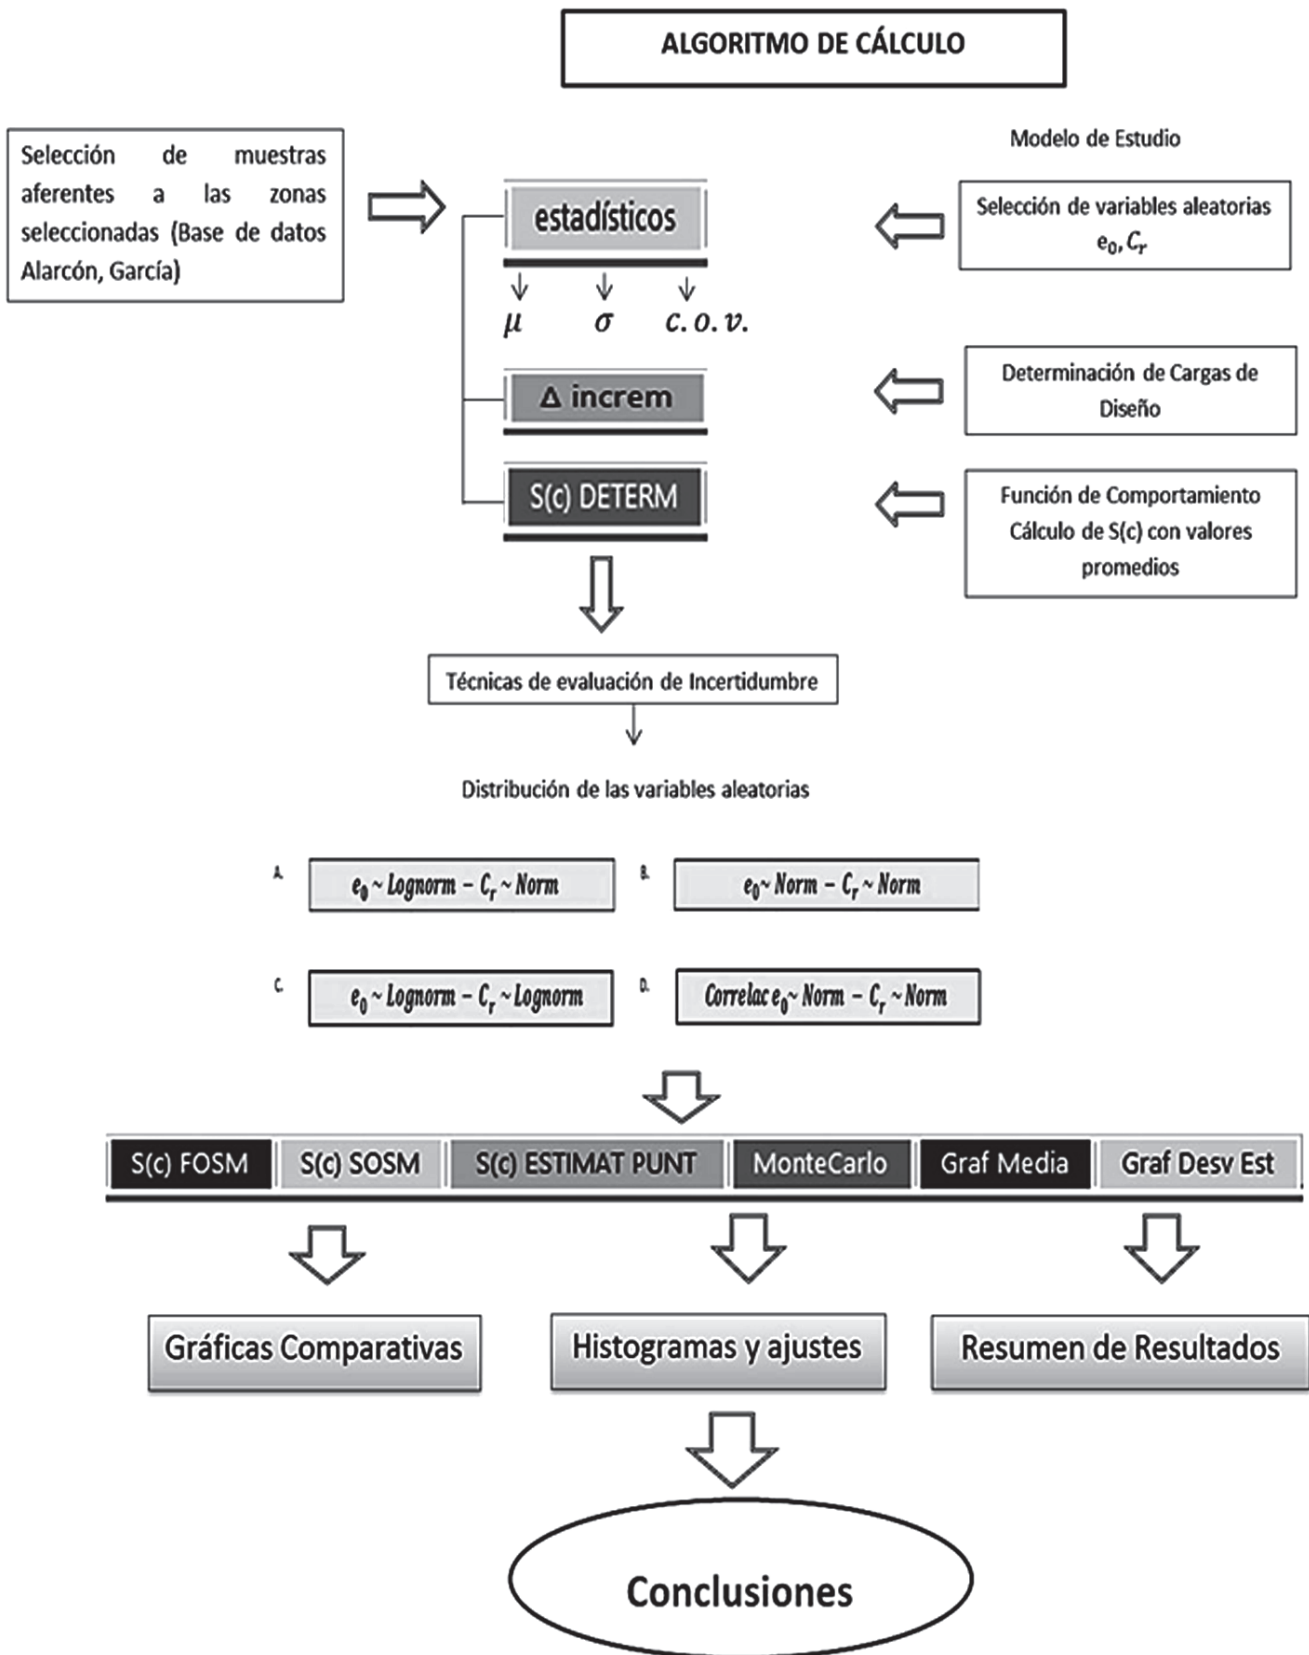 ALGORITMO DE CÁLCULO
Modelo de Estudio
Selección de muestras
aferentes a las zonas
seleccionadas (Base de datos
Alarcón, García)
estadísticos
Selección de variables aleatorias
e₀, Cᵣ
μ σ c. o. v.
Δ increm
Determinación de Cargas de
Diseño
S(c) DETERM
Función de Comportamiento
Cálculo de S(c) con valores
promedios
Técnicas de evaluación de Incertidumbre
Distribución de las variables aleatorias
A. e₀ ~ Lognorm − Cᵣ ~ Norm
B. e₀~ Norm − Cᵣ ~ Norm
C. e₀ ~ Lognorm − Cᵣ ~ Lognorm
D. Correlac e₀~ Norm − Cᵣ ~ Norm
S(c) FOSM S(c) SOSM S(c) ESTIMAT PUNT MonteCarlo Graf Media Graf Desv Est
Gráficas Comparativas
Histogramas y ajustes
Resumen de Resultados
Conclusiones